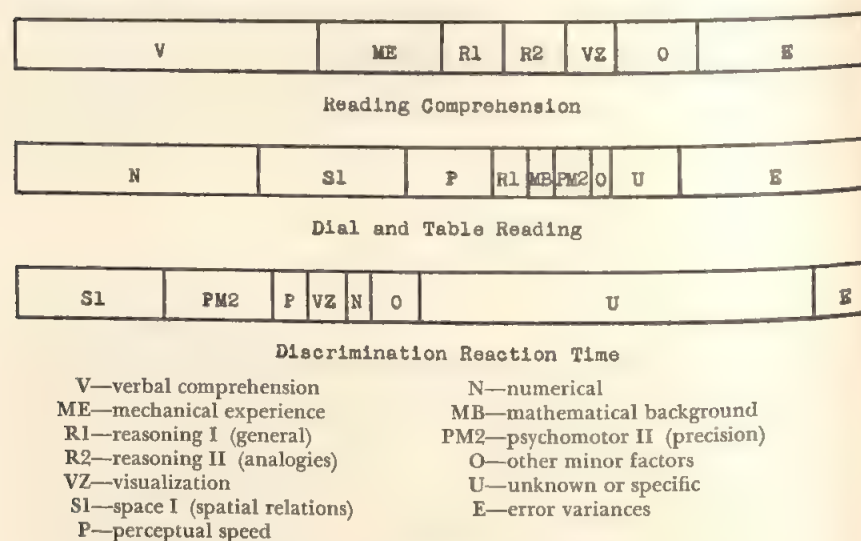 V ME R1 R2 VZ O E
Reading Comprehension
N S1 P R1 MB PM2 O U E
Dial and Table Reading
S1 PM2 P VZ N O U E
Discrimination Reaction Time
V—verbal comprehension
ME—mechanical experience
R1—reasoning I (general)
R2—reasoning II (analogies)
VZ—visualization
S1—space I (spatial relations)
P—perceptual speed
N—numerical
MB—mathematical background
PM2—psychomotor II (precision)
O—other minor factors
U—unknown or specific
E—error variances